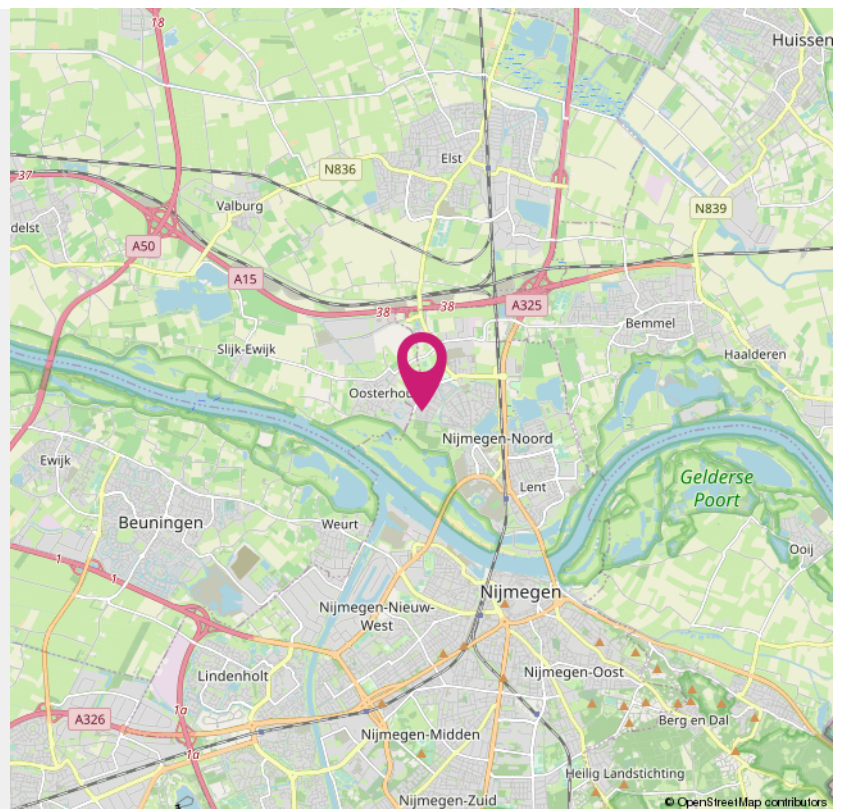 18
Huissen
Elst
N836
37
Valburg
N839
delst
A50
A15
38
38
A325
Bemmel
Slijk-Ewijk
Haalderen
Oosterhou
Nijmegen-Noord
Ewijk
Gelderse
Poort
Lent
Beuningen
Weurt
Ooij
1
1
Nijmegen
Nijmegen-Nieuw-
West
Lindenholt
Nijmegen-Oost
1a
A326
Berg en Dal
Nijmegen-Midden
1a
Heilig Landstichting
Nijmegen-Zuid
© OpenStreetMap contributors